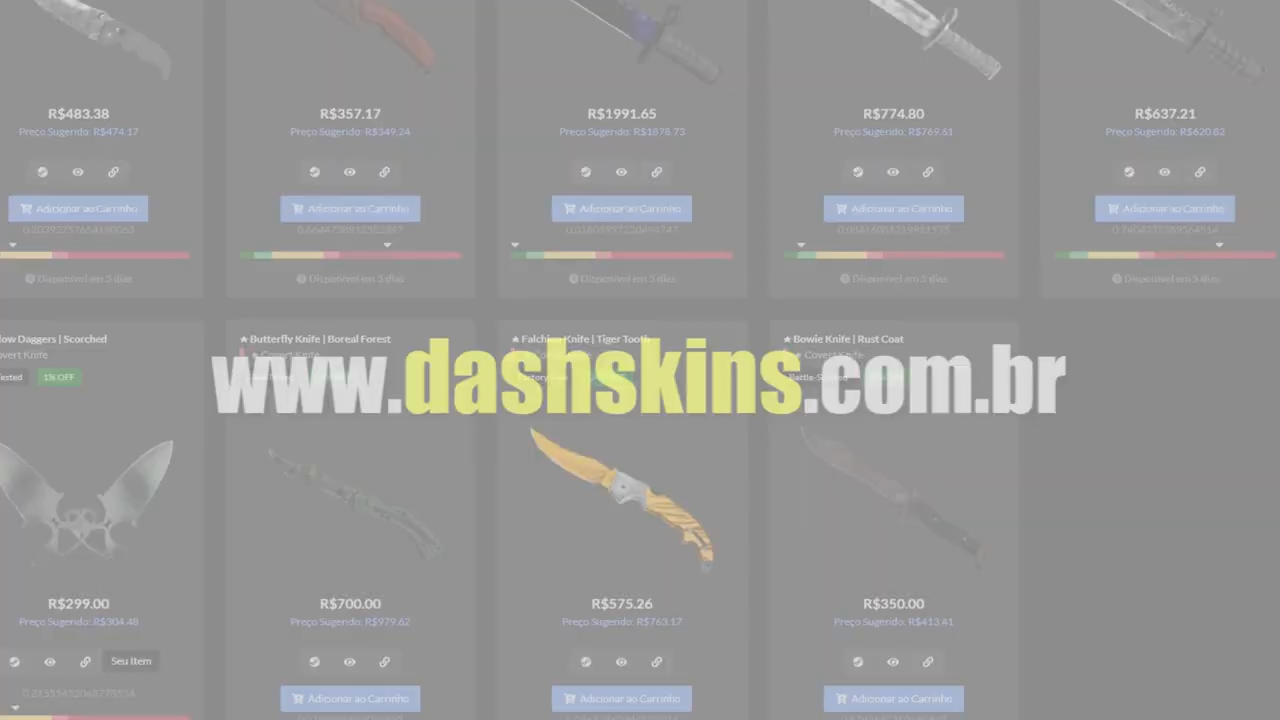 R$483.38 R$357.17 R$1991.65 R$774.80 R$637.21
Preço Sugerido: R$474.17 Preço Sugerido: R$349.24 Preço Sugerido: R$1878.73 Preço Sugerido: R$769.61 Preço Sugerido: R$620.82
Adicionar ao Carrinho Adicionar ao Carrinho Adicionar ao Carrinho Adicionar ao Carrinho Adicionar ao Carrinho
Disponível em 5 dias Disponível em 5 dias Disponível em 5 dias Disponível em 5 dias Disponível em 5 dias
Daggers | Scorched ★ Butterfly Knife | Boreal Forest ★ Falchion Knife | Tiger Tooth ★ Bowie Knife | Rust Coat
Knife ★ Covert Knife Covert Knife
1% OFF
www.dashskins.com.br
R$299.00 R$700.00 R$575.26 R$350.00
Preço Sugerido: R$304.48 Preço Sugerido: R$979.62 Preço Sugerido: R$763.17 Preço Sugerido: R$413.41
Seu Item
Adicionar ao Carrinho Adicionar ao Carrinho Adicionar ao Carrinho